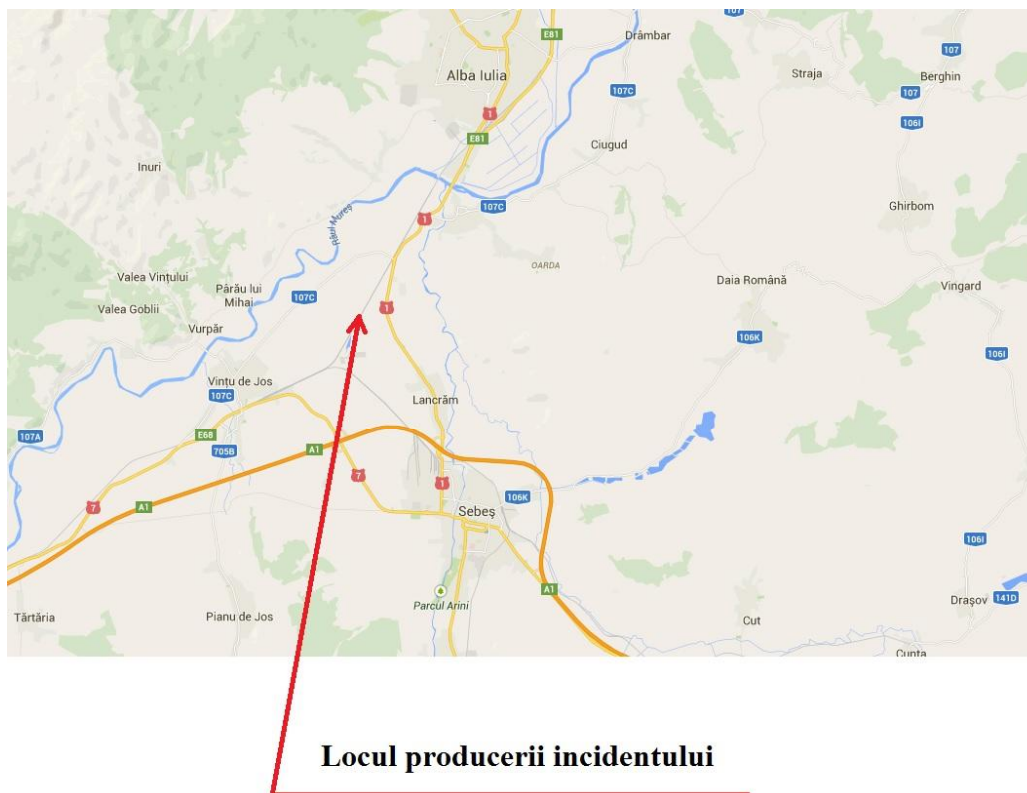 107
E81
Drâmbar
107
Alba Iulia
Straja
Berghin
107C
107
1
106I
E81
Ciugud
Inuri
107C
Ghirbom
1
Râul Mureș
OARDA
Valea Vințului
Daia Română
Pârâu lui
Mihai
107C
Vingard
Valea Goblii
1
Vurpăr
106K
106I
Vințu de Jos
107C
Lancrăm
107A
E68
705B
A1
7
1
106K
7
A1
Sebeș
106I
A1
Parcul Arini
141D
Drașov
Tărtăria
Pianu de Jos
Cut
Cunța
Locul producerii incidentului